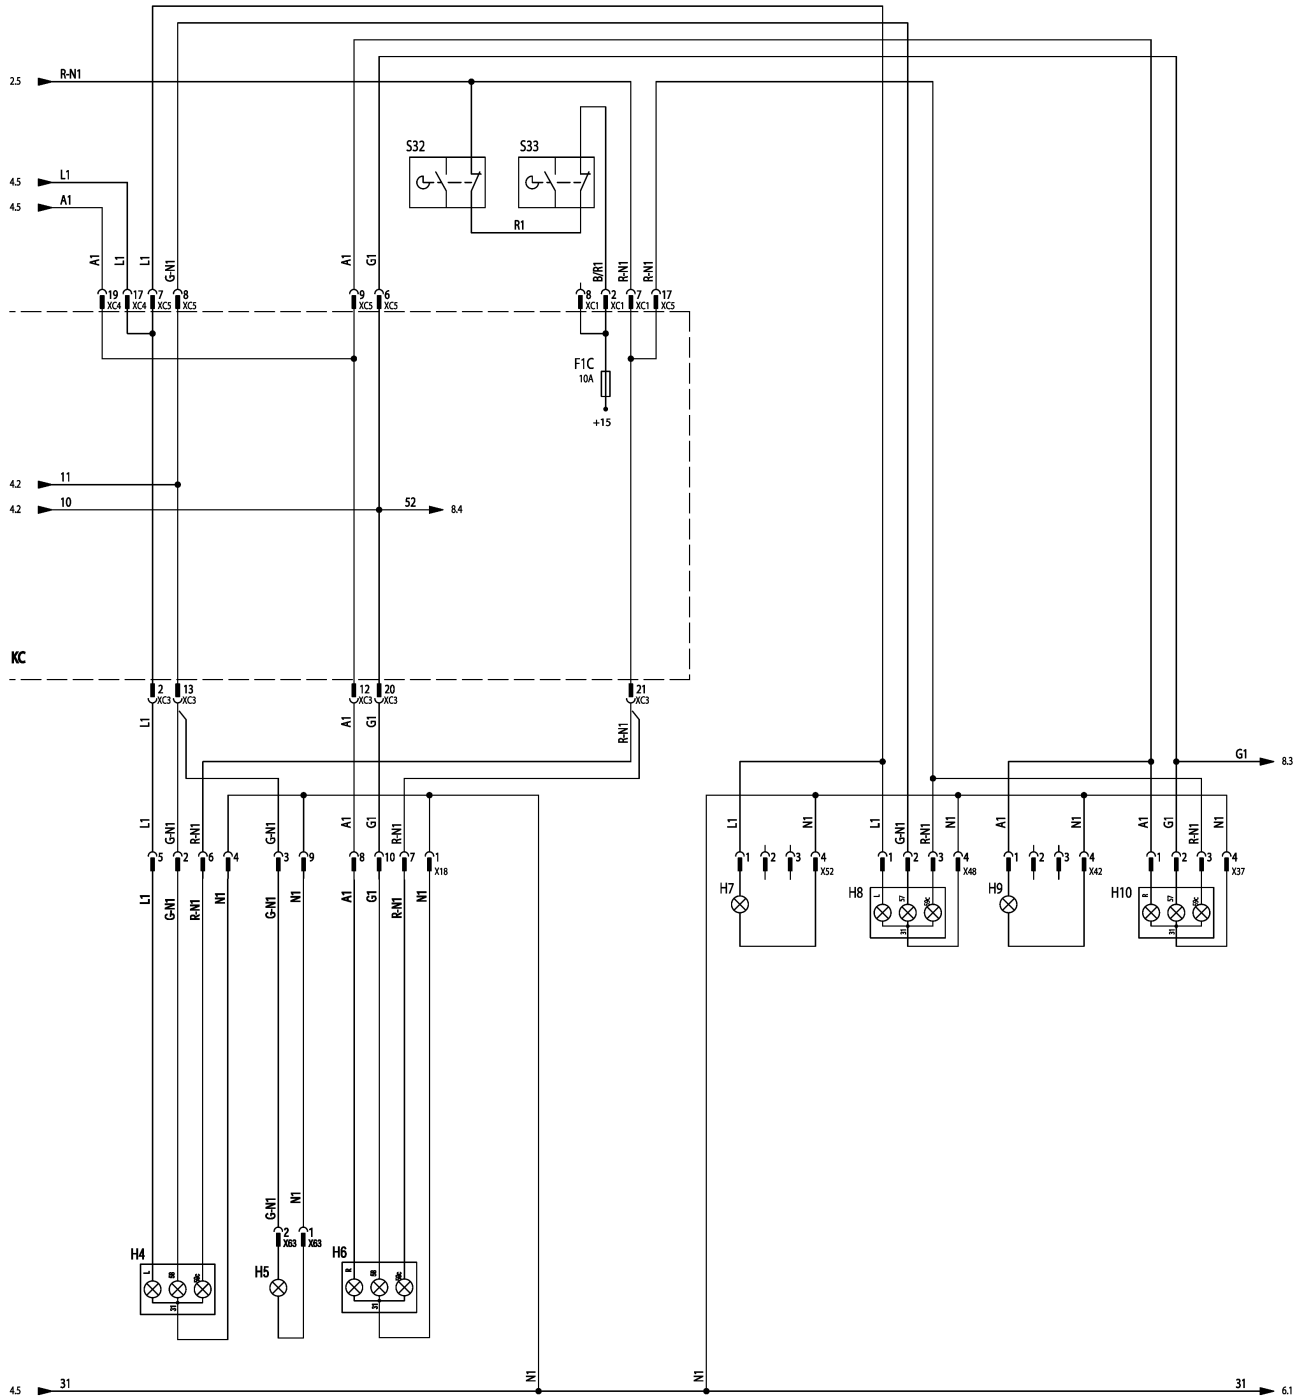 2.5 R-N1
S32 S33
4.5 L1
4.5 A1
R1
A1 L1 L1 G-N1 A1 G1 B/R1 R-N1 R-N1
19 17 7 8 9 6 8 2 7 17
XC4 XC4 XC5 XC5 XC5 XC5 XC1 XC1 XC1 XC5
F1C
10A
+15
4.2 11
4.2 10 52 8.4
KC
2 13 12 20 21
XC3 XC3 XC3 XC3 XC3
L1 A1 G1 R-N1
G1 8.3
L1 G-N1 R-N1 G-N1 A1 G1 R-N1 L1 N1 L1 G-N1 R-N1 N1 A1 N1 A1 G1 R-N1 N1
5 2 6 4 3 9 8 10 7 1 1 2 3 4 1 2 3 4 1 2 3 4 1 2 3 4
X18 X52 X48 X42 X37
L1 G-N1 R-N1 N1 G-N1 N1 A1 G1 R-N1 N1
H7 H8 H9 H10
L 57 R 57
31 31
G-N1 N1
2 1
X63 X63
H4 H5 H6
L 58 R 58
31 31
N1 N1
4.5 31 31 6.1